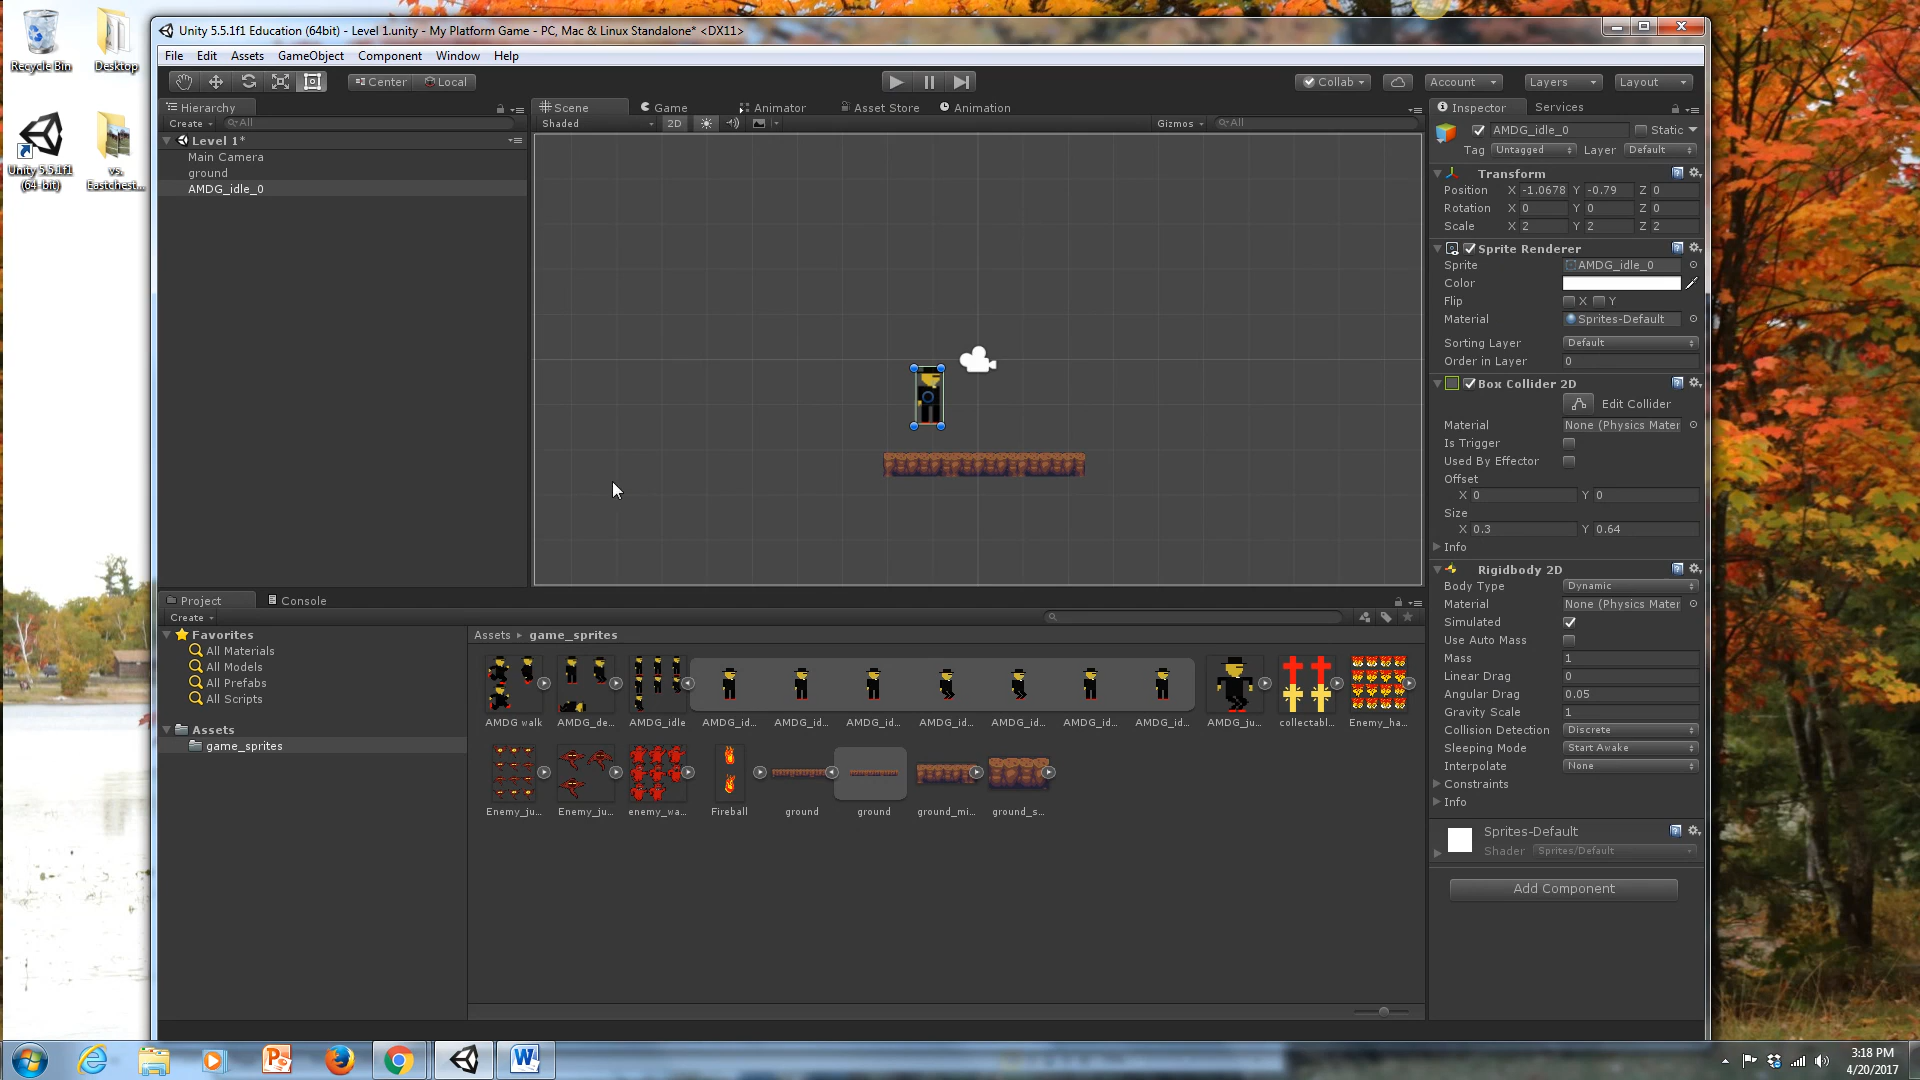 Recycle Bin
Desktop
Unity 5.5.1f1 (64-bit)
vs. Eastchest...
Unity 5.5.1f1 Education (64bit) - Level 1.unity - My Platform Game - PC, Mac & Linux Standalone* <DX11>
File Edit Assets GameObject Component Window Help
Center Local
Collab Account Layers Layout
Hierarchy
Create All
Level 1*
Main Camera
ground
AMDG_idle_0
Scene Game Animator Asset Store Animation
Shaded 2D Gizmos All
Inspector Services
AMDG_idle_0 Static
Tag Untagged Layer Default
Transform
Position X -1.0678 Y -0.79 Z 0
Rotation X 0 Y 0 Z 0
Scale X 2 Y 2 Z 2
Sprite Renderer
Sprite AMDG_idle_0
Color
Flip X Y
Material Sprites-Default
Sorting Layer Default
Order in Layer 0
Box Collider 2D
Edit Collider
Material None (Physics Mater
Is Trigger
Used By Effector
Offset
X 0 Y 0
Size
X 0.3 Y 0.64
Info
Rigidbody 2D
Body Type Dynamic
Material None (Physics Mater
Simulated
Use Auto Mass
Mass 1
Linear Drag 0
Angular Drag 0.05
Gravity Scale 1
Collision Detection Discrete
Sleeping Mode Start Awake
Interpolate None
Constraints
Info
Sprites-Default
Shader Sprites/Default
Add Component
Project Console
Create
Favorites
All Materials
All Models
All Prefabs
All Scripts
Assets
game_sprites
Assets game_sprites
AMDG walk AMDG_de... AMDG_idle AMDG_id... AMDG_id... AMDG_id... AMDG_id... AMDG_id... AMDG_id... AMDG_id... AMDG_ju... collectabl... Enemy_ha...
Enemy_ju... Enemy_ju... enemy_wa... Fireball ground ground ground_mi... ground_s...
3:18 PM
4/20/2017